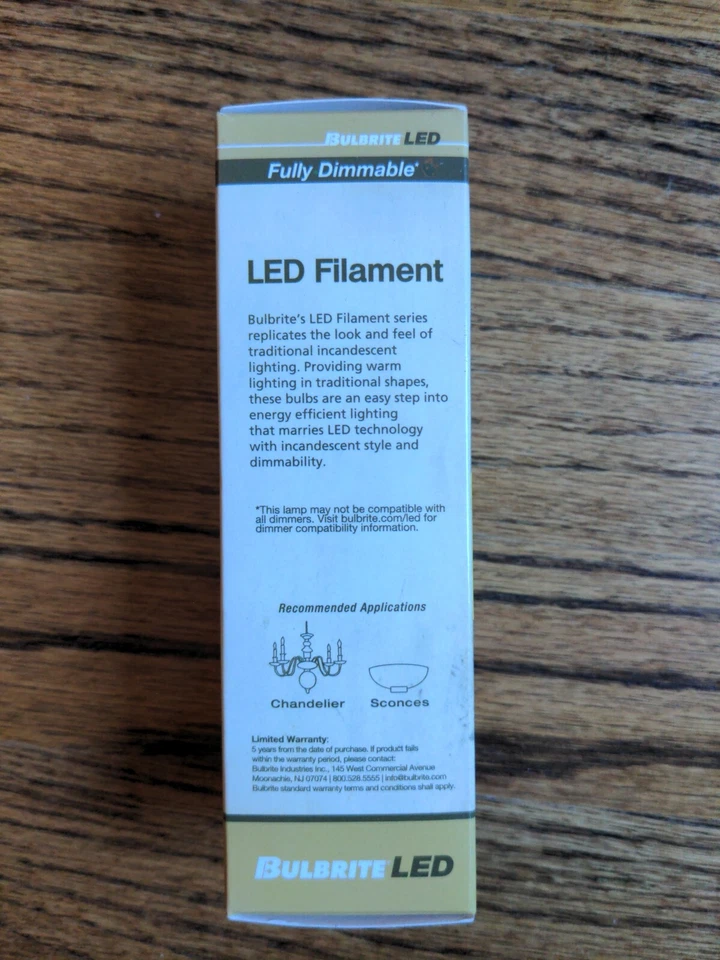 BULBRITE LED
Fully Dimmable*
LED Filament
Bulbrite's LED Filament series
replicates the look and feel of
traditional incandescent
lighting. Providing warm
lighting in traditional shapes,
these bulbs are an easy step into
energy efficient lighting
that marries LED technology
with incandescent style and
dimmability.
*This lamp may not be compatible with
all dimmers. Visit bulbrite.com/led for
dimmer compatibility information.
Recommended Applications
Chandelier Sconces
Limited Warranty:
5 years from the date of purchase. If product fails
within the warranty period, please contact:
Bulbrite Industries Inc., 145 West Commercial Avenue
Moonachie, NJ 07074 | 800.528.5555 | info@bulbrite.com
Bulbrite standard warranty terms and conditions shall apply.
BULBRITE LED